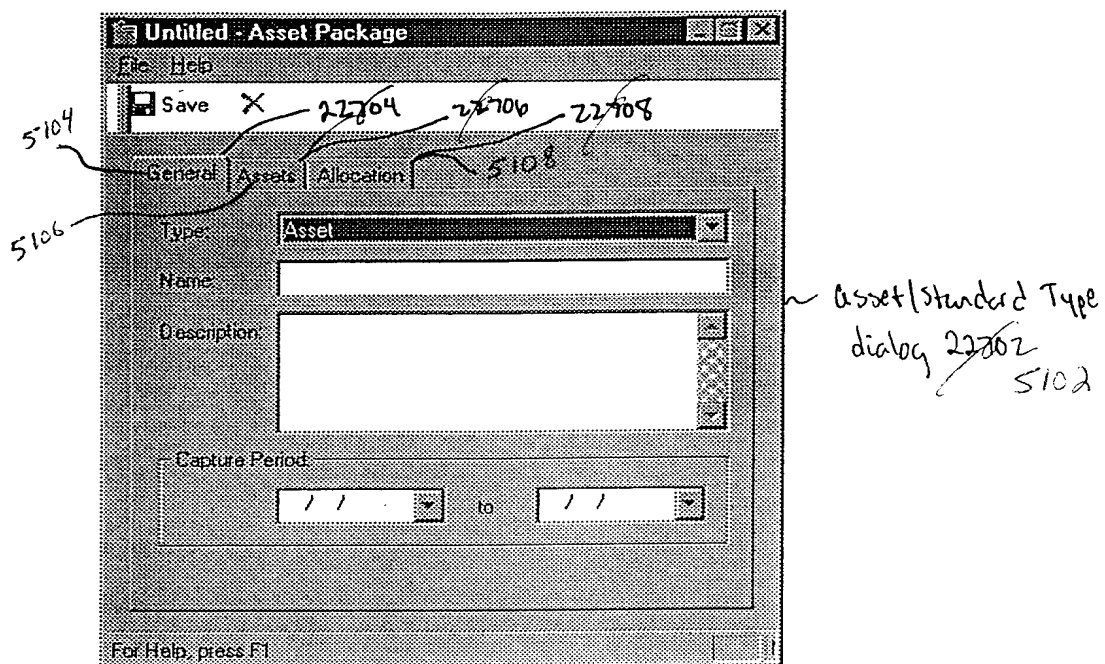 Untitled - Asset Package
File Help
Save 22704 22706 22708
5104
General Assets Allocation 5108
5106
Type: Asset
Name:
asset/standard Type
Description:
dialog 22702
5102
Capture Period:
/ / to / /
For Help, press F1